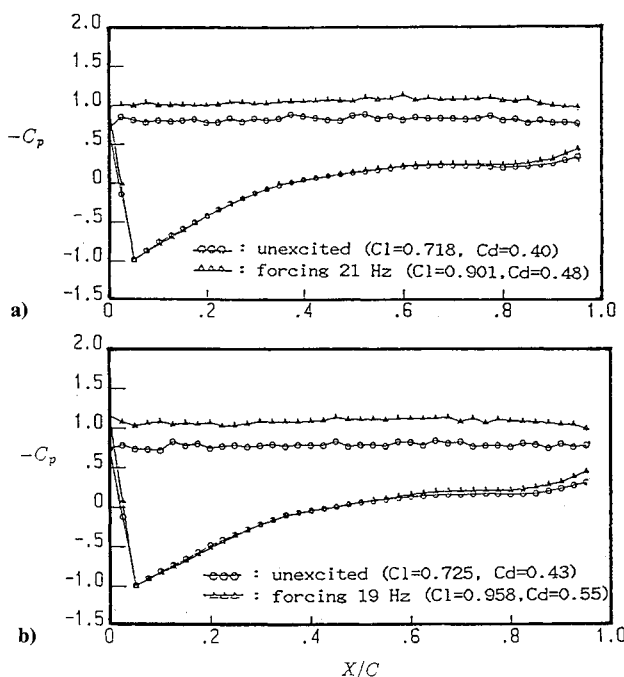 a)
2.0
1.5
1.0
.5
0
-.5
-1.0
-1.5
-Cp
: unexcited (Cl=0.718, Cd=0.40)
: forcing 21 Hz (Cl=0.901,Cd=0.48)
0 .2 .4 .6 .8 1.0
b)
2.0
1.5
1.0
.5
0
-.5
-1.0
-1.5
-Cp
: unexcited (Cl=0.725, Cd=0.43)
: forcing 19 Hz (Cl=0.958,Cd=0.55)
0 .2 .4 .6 .8 1.0
X/C